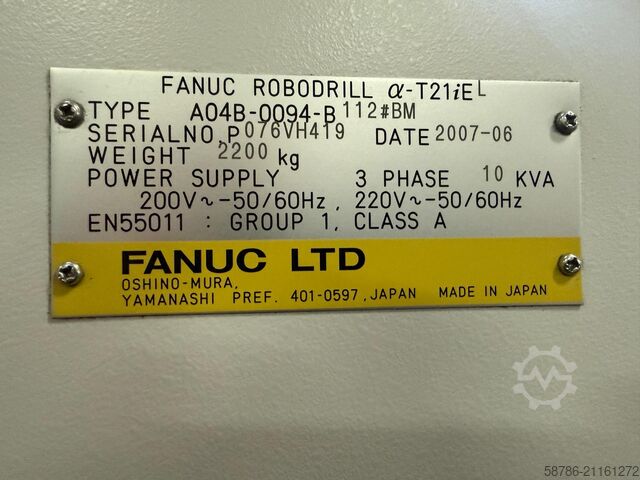 FANUC ROBODRILL α-T21iEL
TYPE A04B-0094-B112#BM
SERIALNO.P076VH419 DATE 2007-06
WEIGHT 2200 kg
POWER SUPPLY 3 PHASE 10 KVA
200V~-50/60Hz, 220V~-60/60Hz
EN55011 : GROUP 1, CLASS A
FANUC LTD
OSHINO-MURA,
YAMANASHI PREF. 401-0597, JAPAN MADE IN JAPAN
58786-21161272